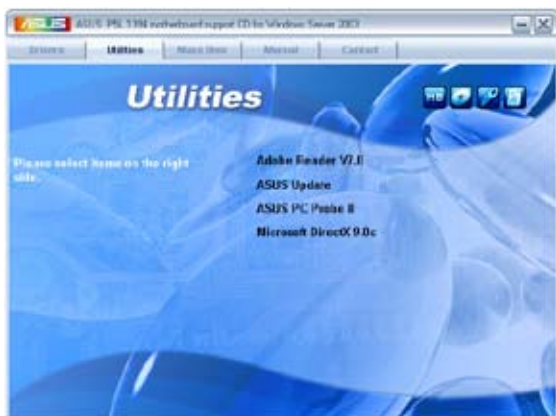 ASUS P5L 1394 motherboard support CD for Windows Server 2003
Drivers Utilities Make Disk Manual Contact
Utilities
Please select items on the right
side.
Adobe Reader V7.0
ASUS Update
ASUS PC Probe II
Microsoft DirectX 9.0c